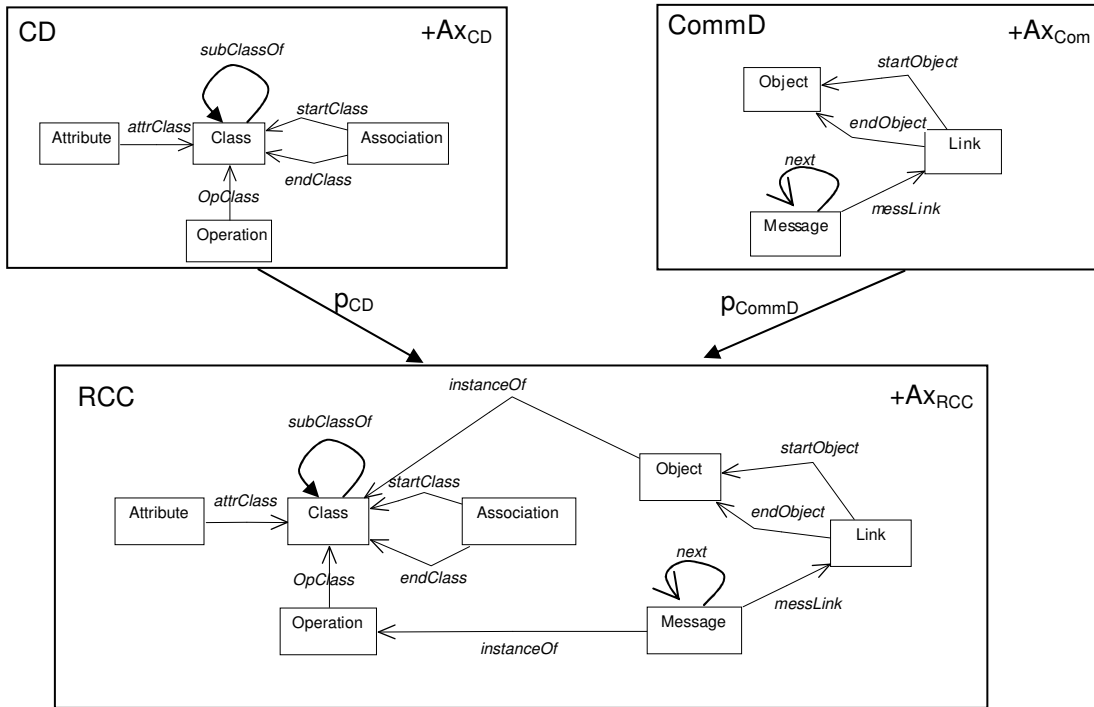 CD
+AxCD
subClassOf
startClass
attrClass
Attribute
Class
Association
endClass
OpClass
Operation
CommD
+AxCom
startObject
Object
endObject
Link
next
messLink
Message
pCD
pCommD
RCC
+AxRCC
instanceOf
subClassOf
startObject
Object
startClass
attrClass
Attribute
Class
Association
endObject
Link
next
endClass
OpClass
messLink
Operation
Message
instanceOf